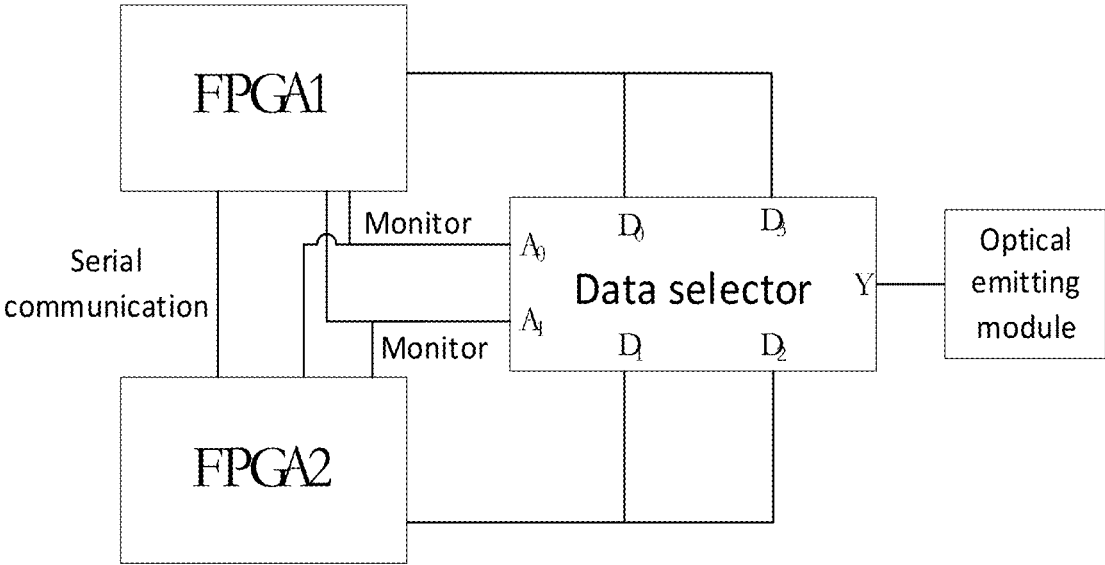 FPGA1
Monitor
Serial
communication
A₀
D₀
D₃
Data selector
Y
Optical
emitting
module
A₁
Monitor
D₁
D₂
FPGA2